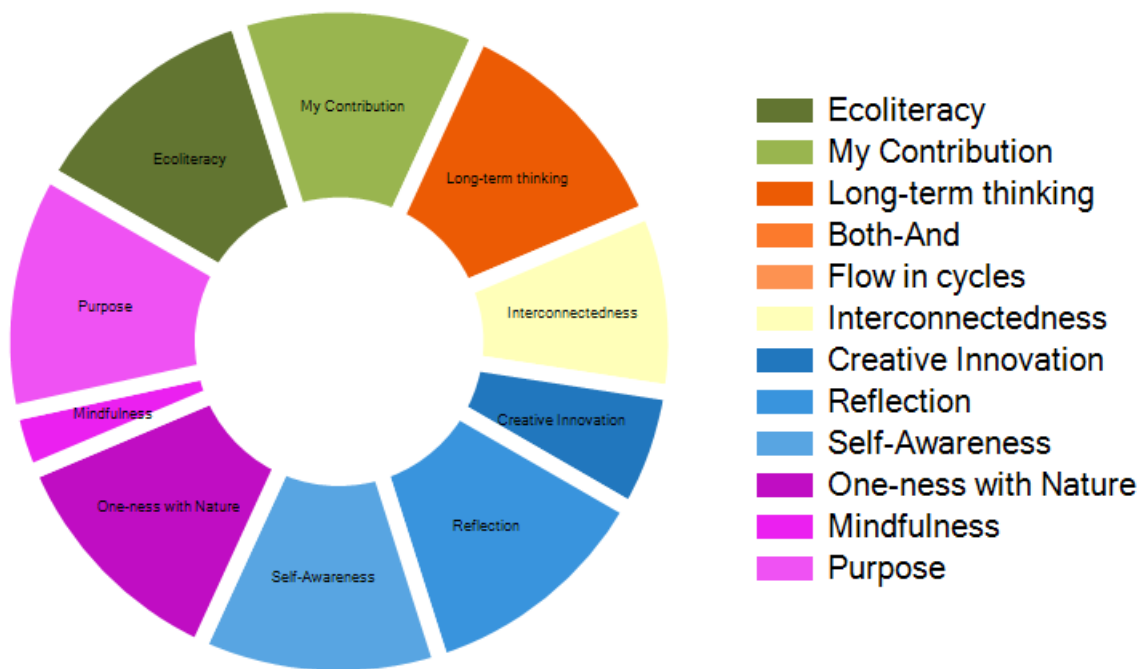 My Contribution
Ecoliteracy
Long-term thinking
Purpose
Interconnectedness
Mindfulness
Creative Innovation
One-ness with Nature
Reflection
Self-Awareness
Ecoliteracy
My Contribution
Long-term thinking
Both-And
Flow in cycles
Interconnectedness
Creative Innovation
Reflection
Self-Awareness
One-ness with Nature
Mindfulness
Purpose